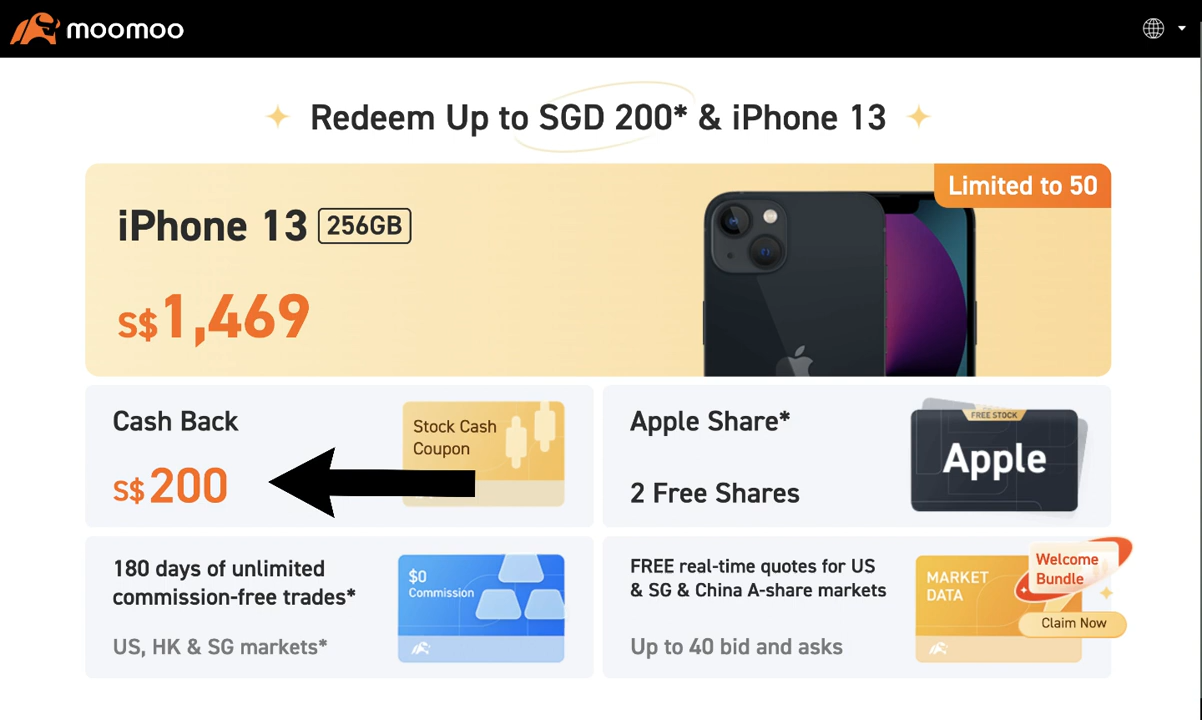 moomoo
Redeem Up to SGD 200* & iPhone 13
Limited to 50
iPhone 13 256GB
S$1,469
Cash Back
S$200
Stock Cash
Coupon
Apple Share*
2 Free Shares
FREE STOCK
Apple
180 days of unlimited
commission-free trades*
US, HK & SG markets*
$0
Commission
FREE real-time quotes for US
& SG & China A-share markets
Up to 40 bid and asks
MARKET
DATA
Welcome
Bundle
Claim Now